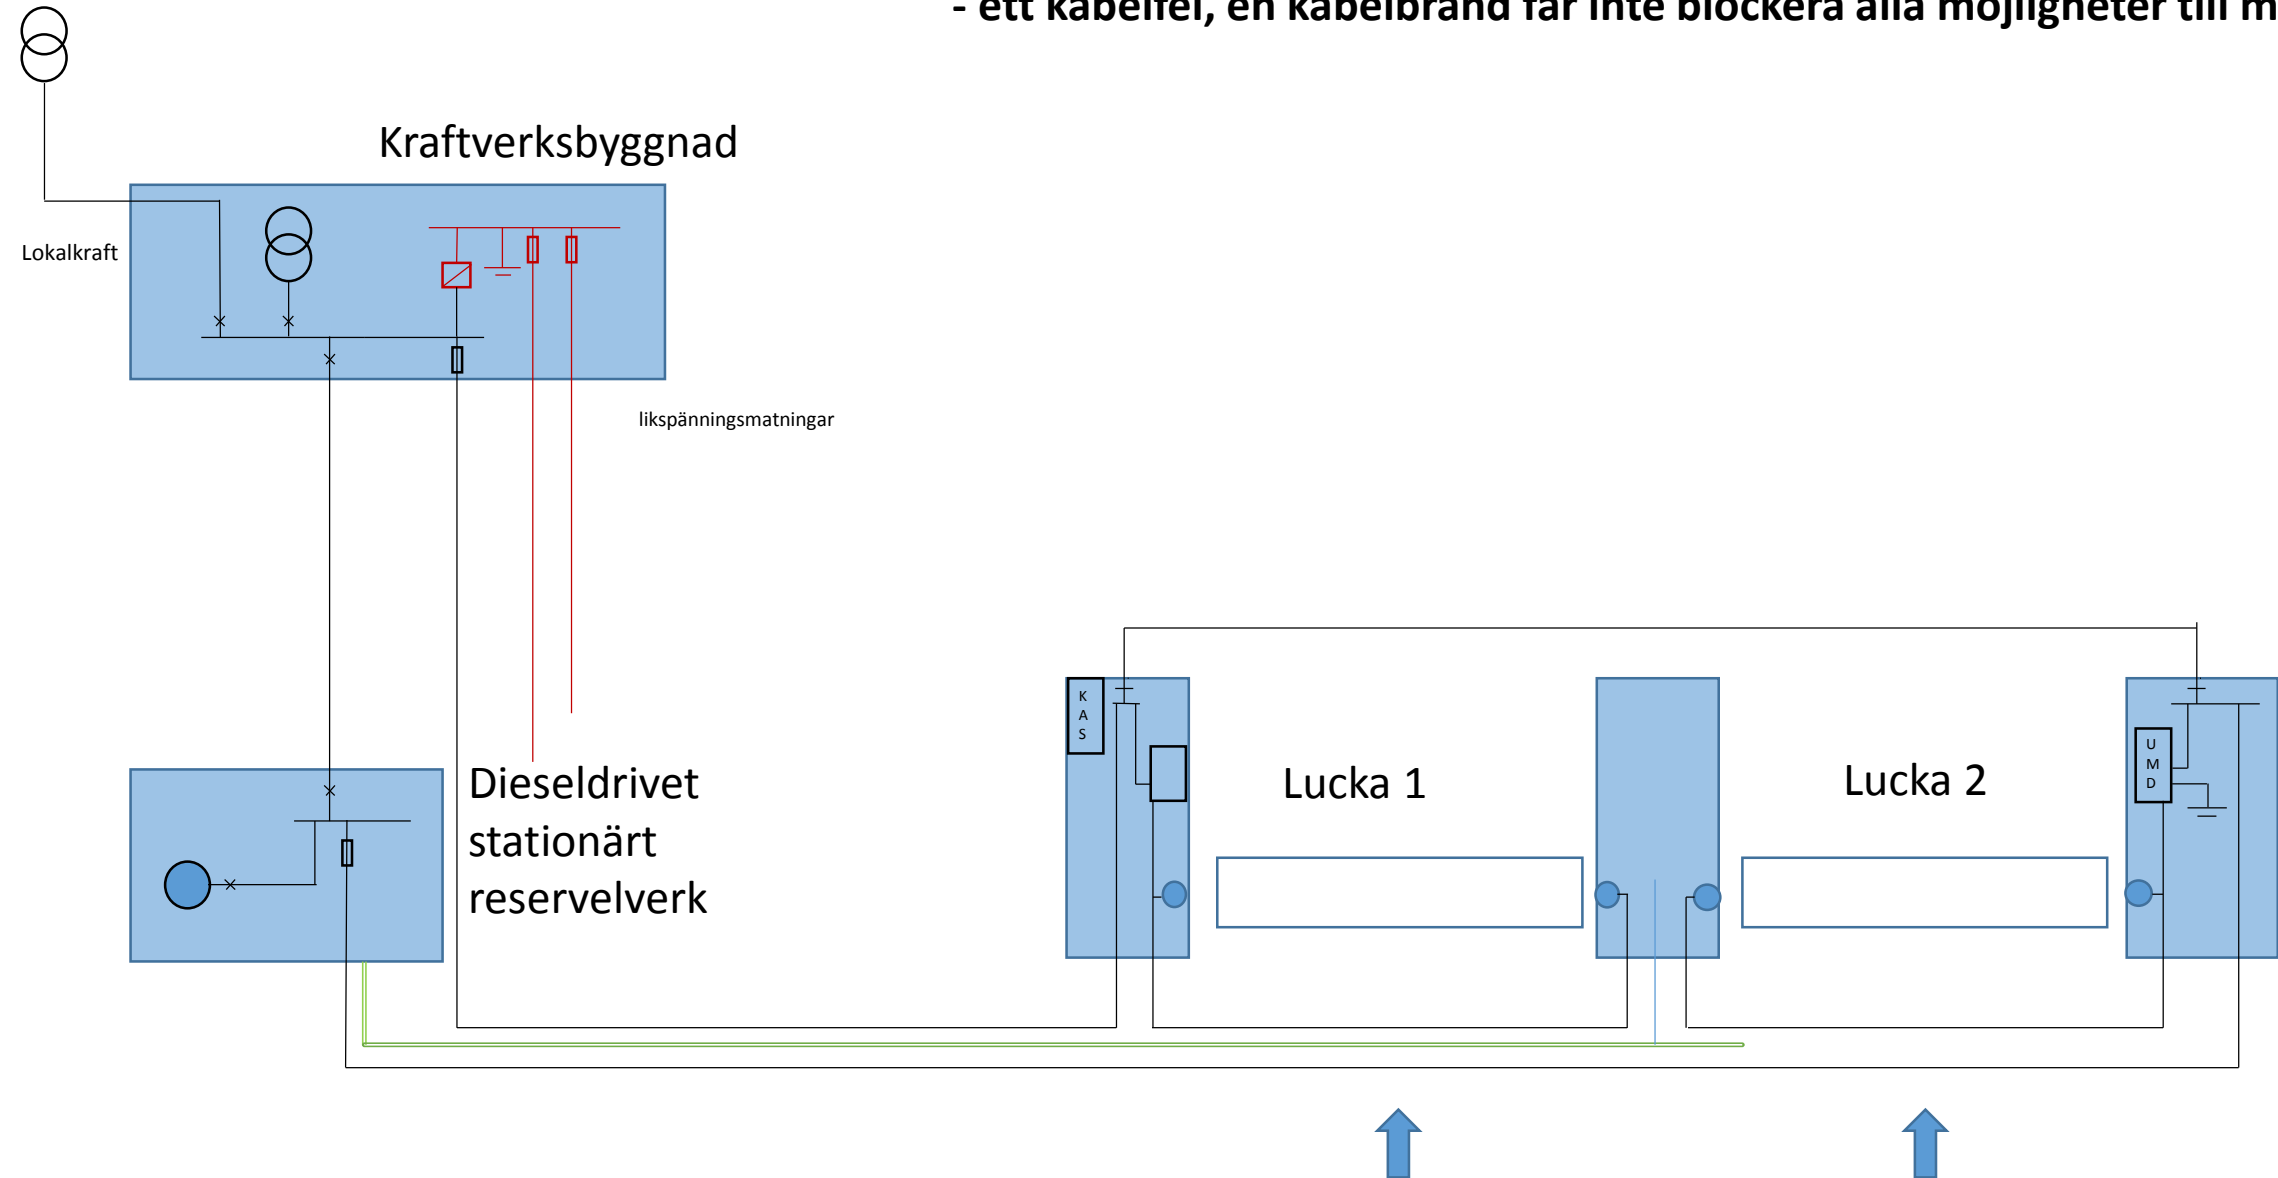 - ett kabelfel, en kabelbrand får inte blockera alla möjligheter till m
Kraftverksbyggnad
Lokalkraft
likspänningsmatningar
K
A
S
U
M
D
Lucka 1
Lucka 2
Dieseldrivet
stationärt
reservelverk